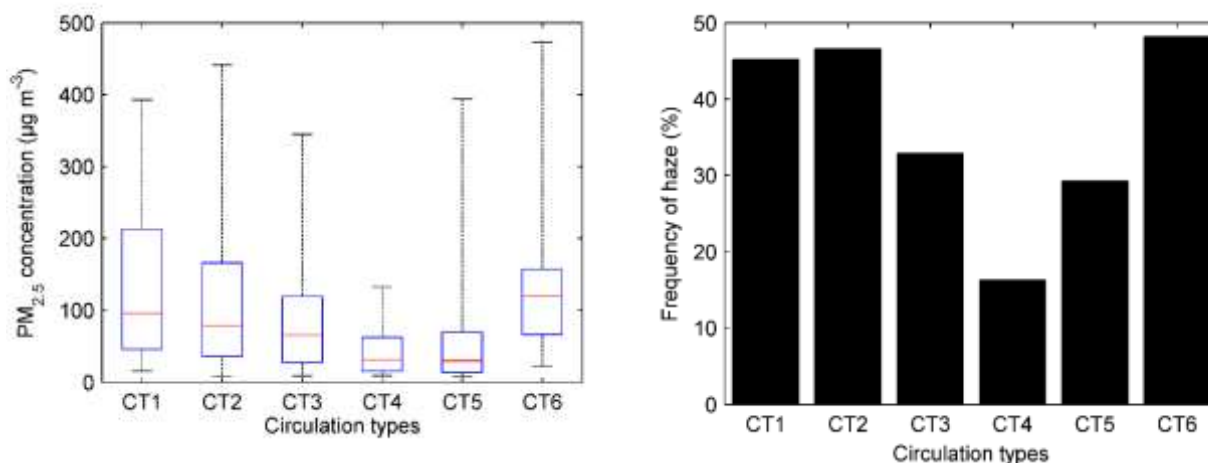 PM2.5 concentration (µg m-3)
500
400
300
200
100
0
CT1 CT2 CT3 CT4 CT5 CT6
Circulation types
Frequency of haze (%)
50
40
30
20
10
0
CT1 CT2 CT3 CT4 CT5 CT6
Circulation types